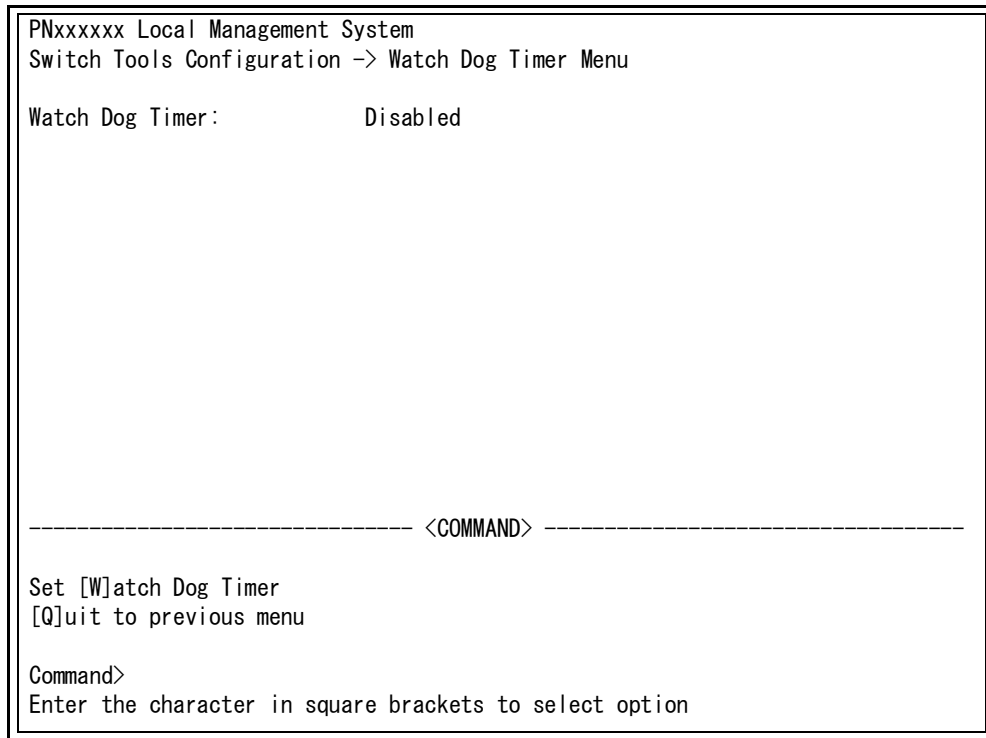 PNxxxxxx Local Management System
Switch Tools Configuration -> Watch Dog Timer Menu
Watch Dog Timer: Disabled
-------------------------------- <COMMAND> -----------------------------------
Set [W]atch Dog Timer
[Q]uit to previous menu
Command>
Enter the character in square brackets to select option